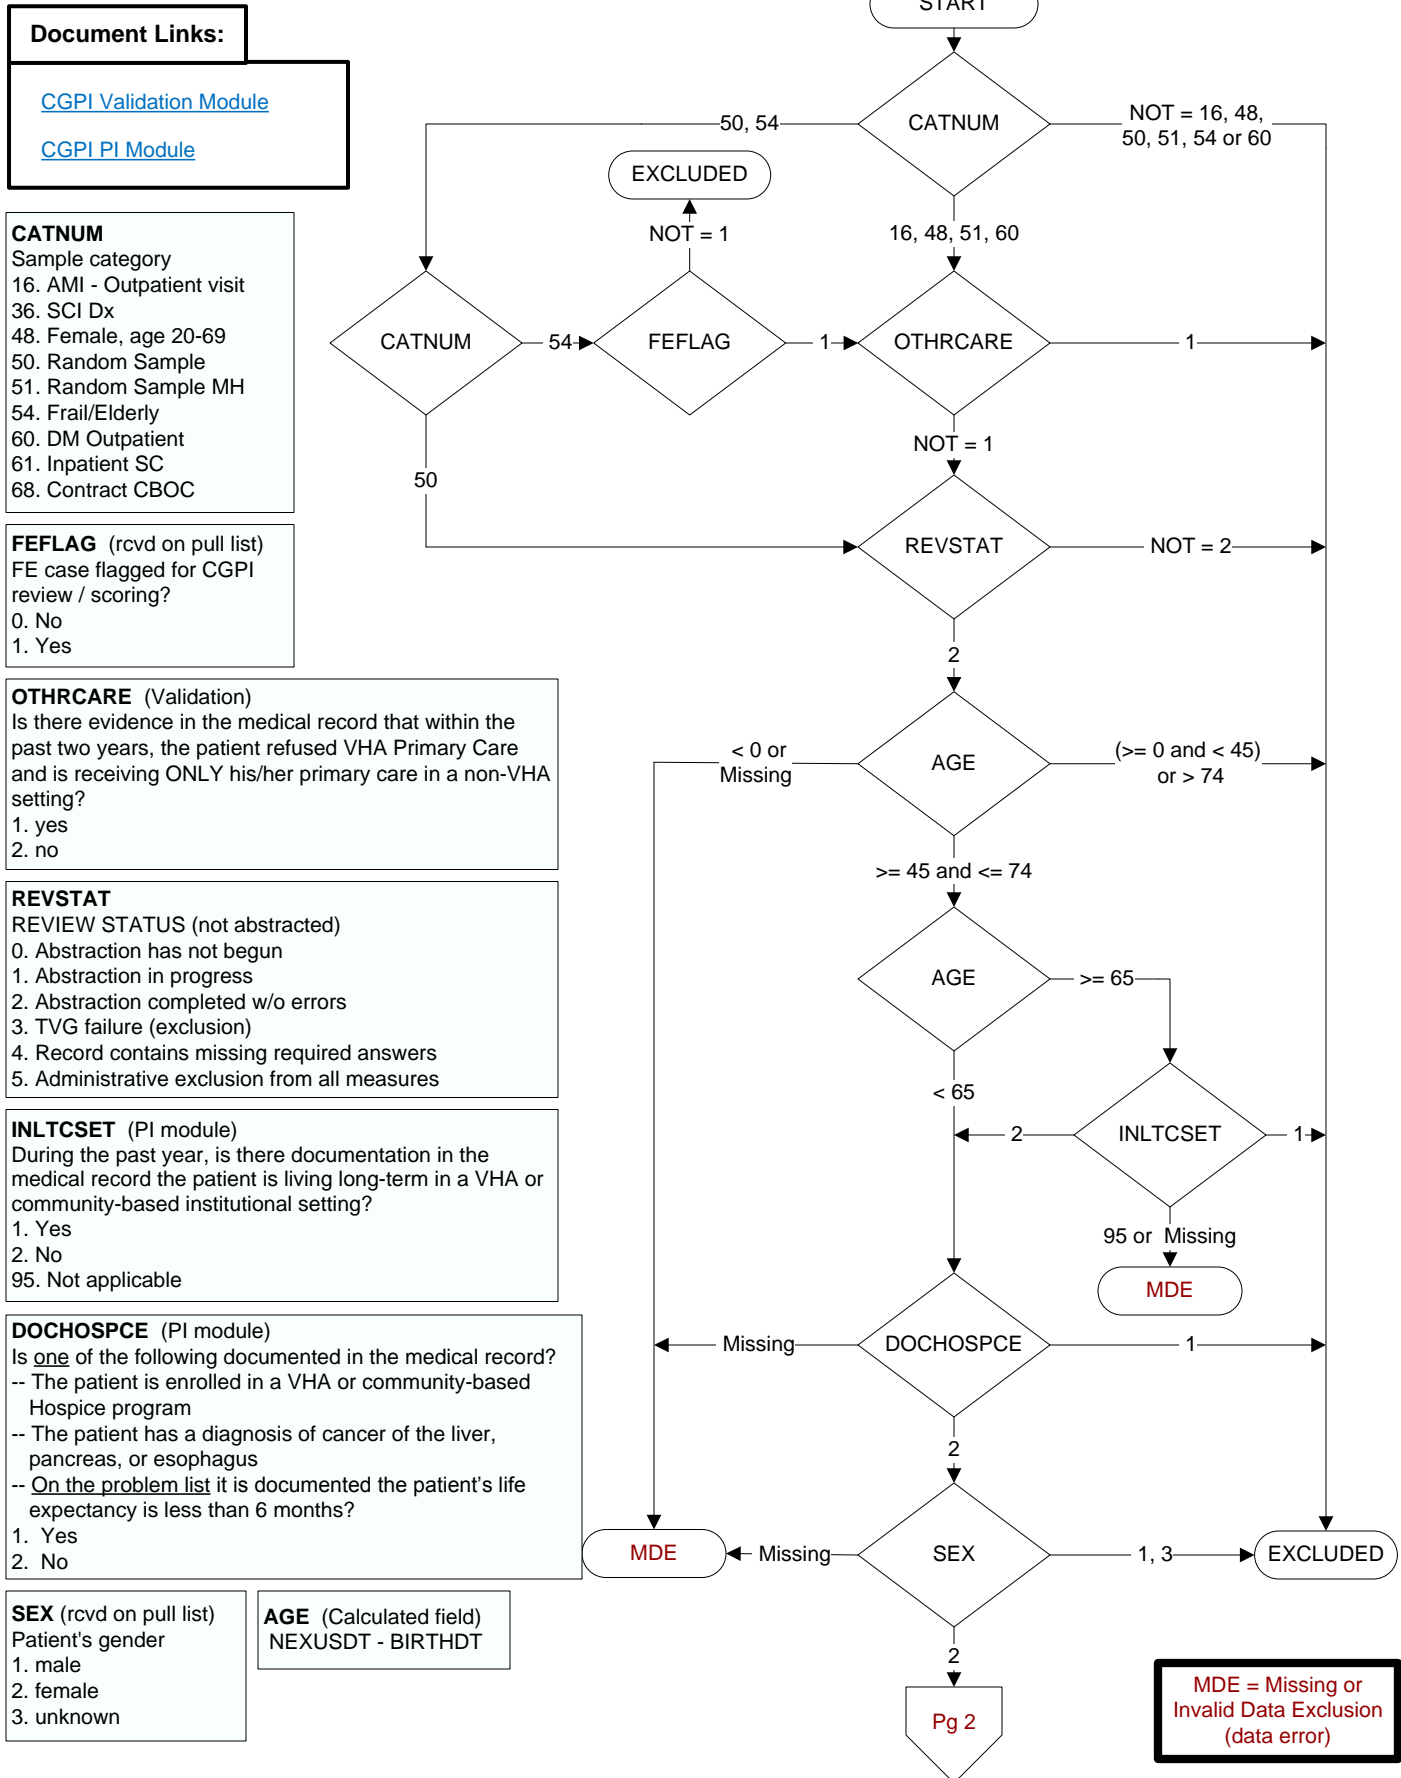 START
Document Links:
CGPI Validation Module
CGPI PI Module
CATNUM
Sample category
16. AMI - Outpatient visit
36. SCI Dx
48. Female, age 20-69
50. Random Sample
51. Random Sample MH
54. Frail/Elderly
60. DM Outpatient
61. Inpatient SC
68. Contract CBOC
FEFLAG (rcvd on pull list)
FE case flagged for CGPI
review / scoring?
0. No
1. Yes
OTHRCARE (Validation)
Is there evidence in the medical record that within the
past two years, the patient refused VHA Primary Care
and is receiving ONLY his/her primary care in a non-VHA
setting?
1. yes
2. no
REVSTAT
REVIEW STATUS (not abstracted)
0. Abstraction has not begun
1. Abstraction in progress
2. Abstraction completed w/o errors
3. TVG failure (exclusion)
4. Record contains missing required answers
5. Administrative exclusion from all measures
INLTCSET (PI module)
During the past year, is there documentation in the
medical record the patient is living long-term in a VHA or
community-based institutional setting?
1. Yes
2. No
95. Not applicable
DOCHOSPCE (PI module)
Is one of the following documented in the medical record?
-- The patient is enrolled in a VHA or community-based
Hospice program
-- The patient has a diagnosis of cancer of the liver,
pancreas, or esophagus
-- On the problem list it is documented the patient's life
expectancy is less than 6 months?
1. Yes
2. No
SEX (rcvd on pull list)
Patient's gender
1. male
2. female
3. unknown
AGE (Calculated field)
NEXUSDT - BIRTHDT
CATNUM
50, 54
NOT = 16, 48,
50, 51, 54 or 60
16, 48, 51, 60
EXCLUDED
NOT = 1
CATNUM
54
FEFLAG
1
OTHRCARE
1
50
NOT = 1
REVSTAT
NOT = 2
2
AGE
< 0 or
Missing
(>= 0 and < 45)
or > 74
>= 45 and <= 74
AGE
>= 65
< 65
INLTCSET
2
1
95 or Missing
MDE
DOCHOSPCE
Missing
1
2
SEX
Missing
MDE
1, 3
EXCLUDED
2
Pg 2
MDE = Missing or
Invalid Data Exclusion
(data error)